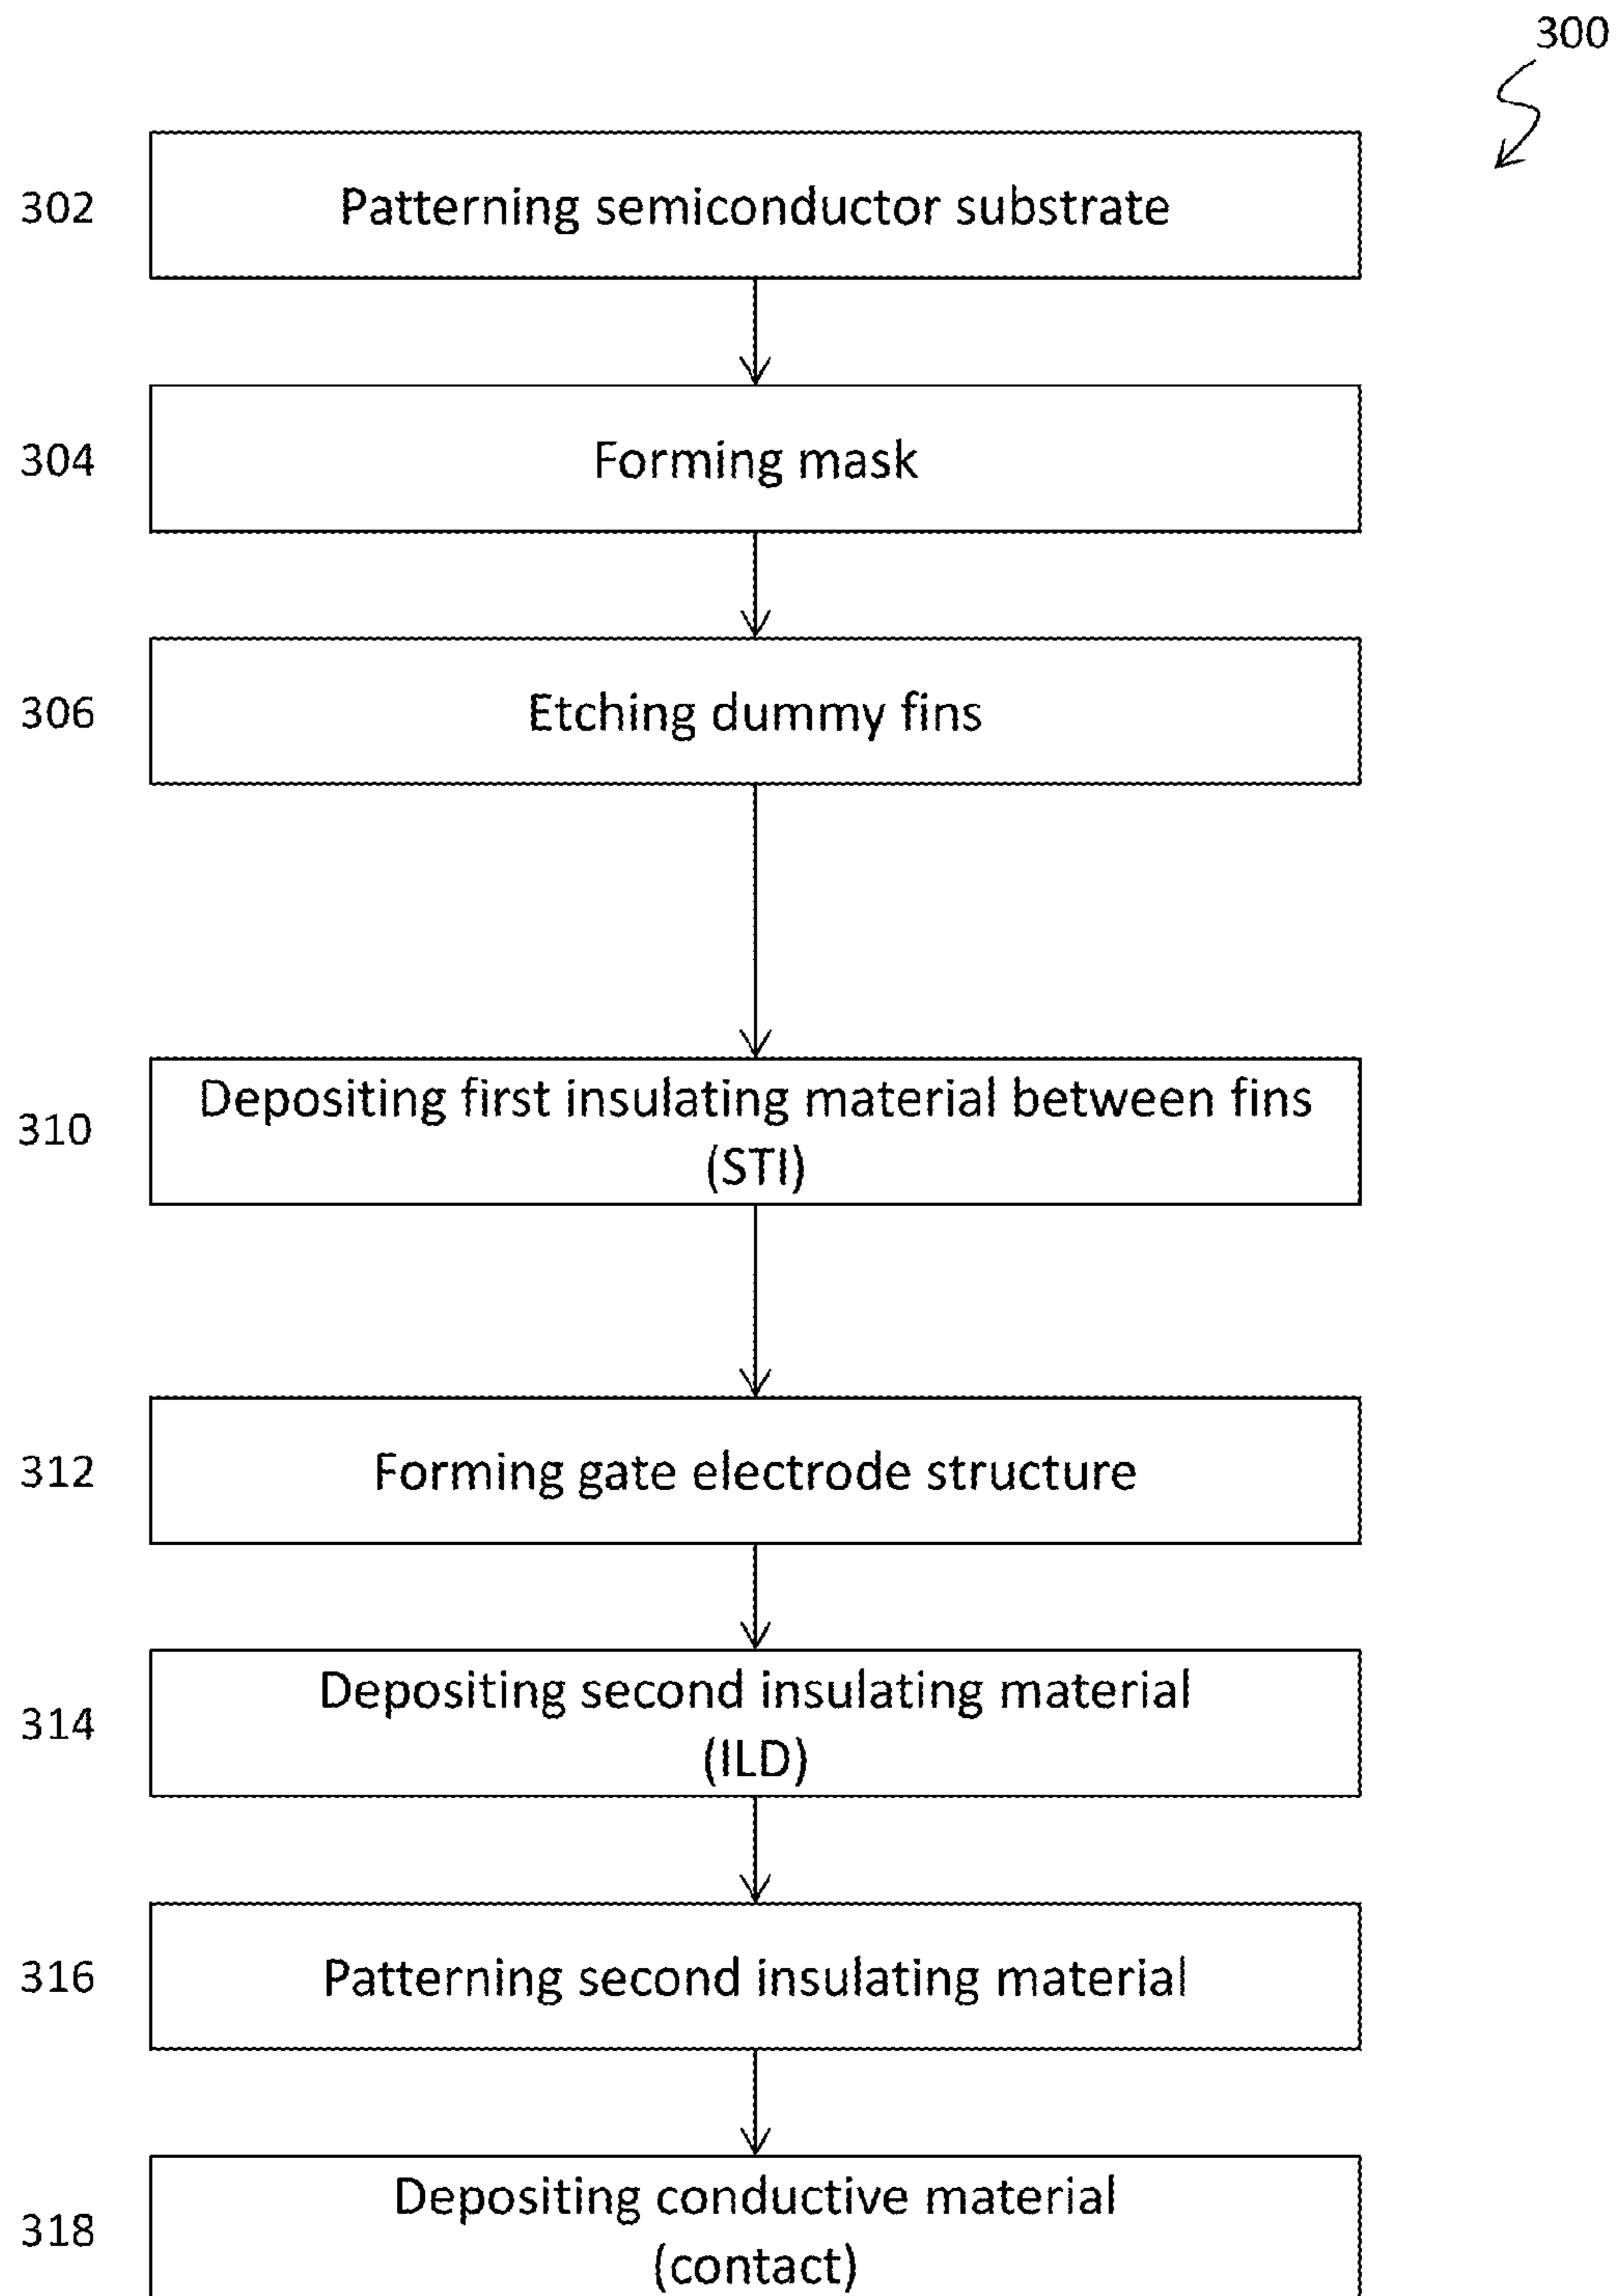 300
302
Patterning semiconductor substrate
304
Forming mask
306
Etching dummy fins
310
Depositing first insulating material between fins
(STI)
312
Forming gate electrode structure
314
Depositing second insulating material
(ILD)
316
Patterning second insulating material
318
Depositing conductive material
(contact)